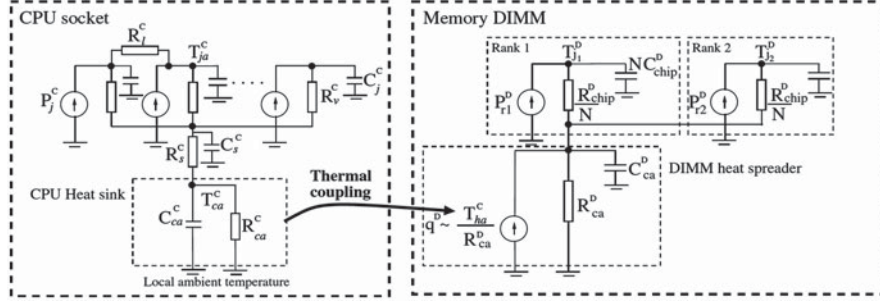 CPU socket
R_l^C
T_ja^C
P_j^C
R_v^C
C_j^C
R_s^C
C_s^C
CPU Heat sink
T_ca^C
C_ca^C
R_ca^C
Local ambient temperature
Thermal
coupling
Memory DIMM
Rank 1
T_j1^D
NC_chip^D
P_r1^D
R_chip^D
N
Rank 2
T_j2^D
P_r2^D
R_chip^D
N
C_ca^D
DIMM heat spreader
R_ca^D
q^D ~ T_ha^C
R_ca^D